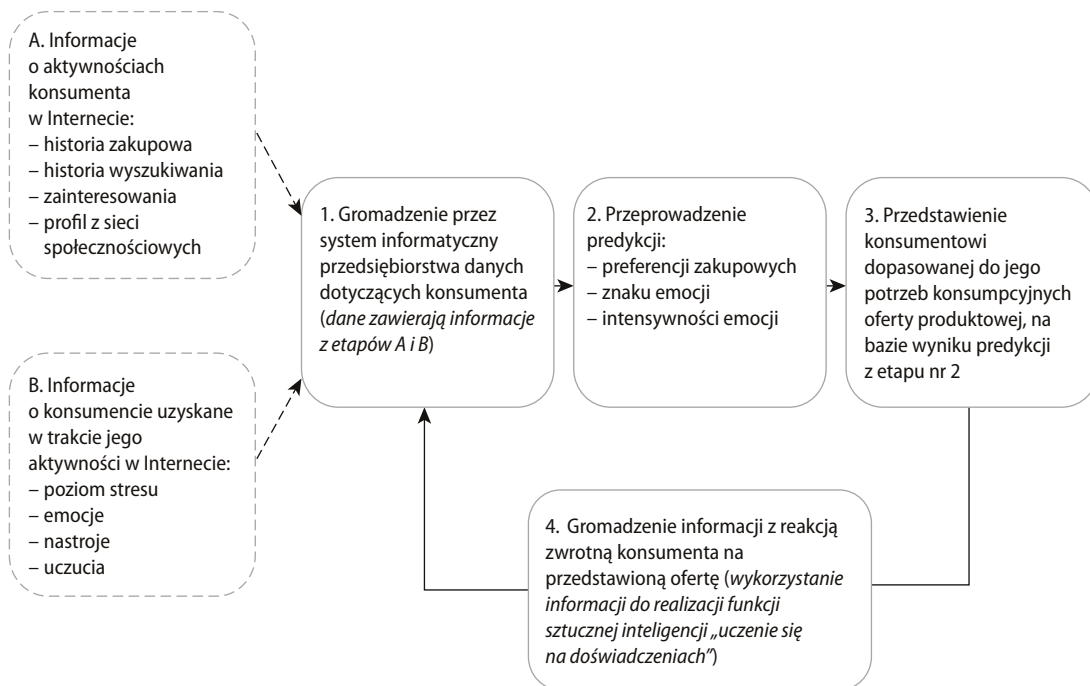 A. Informacje
o aktywnościach
konsumenta
w Internecie:
– historia zakupowa
– historia wyszukiwania
– zainteresowania
– profil z sieci
społecznościowych
B. Informacje
o konsumencie uzyskane
w trakcie jego
aktywności w Internecie:
– poziom stresu
– emocje
– nastroje
– uczucia
1. Gromadzenie przez
system informatyczny
przedsiębiorstwa danych
dotyczących konsumenta
(dane zawierają informacje
z etapów A i B)
2. Przeprowadzenie
predykcji:
– preferencji zakupowych
– znaku emocji
– intensywności emocji
3. Przedstawienie
konsumentowi
dopasowanej do jego
potrzeb konsumpcyjnych
oferty produktowej, na
bazie wyniku predykcji
z etapu nr 2
4. Gromadzenie informacji z reakcją
zwrotną konsumenta na
przedstawioną ofertę (wykorzystanie
informacji do realizacji funkcji
sztucznej inteligencji „uczenie się
na doświadczeniach”)